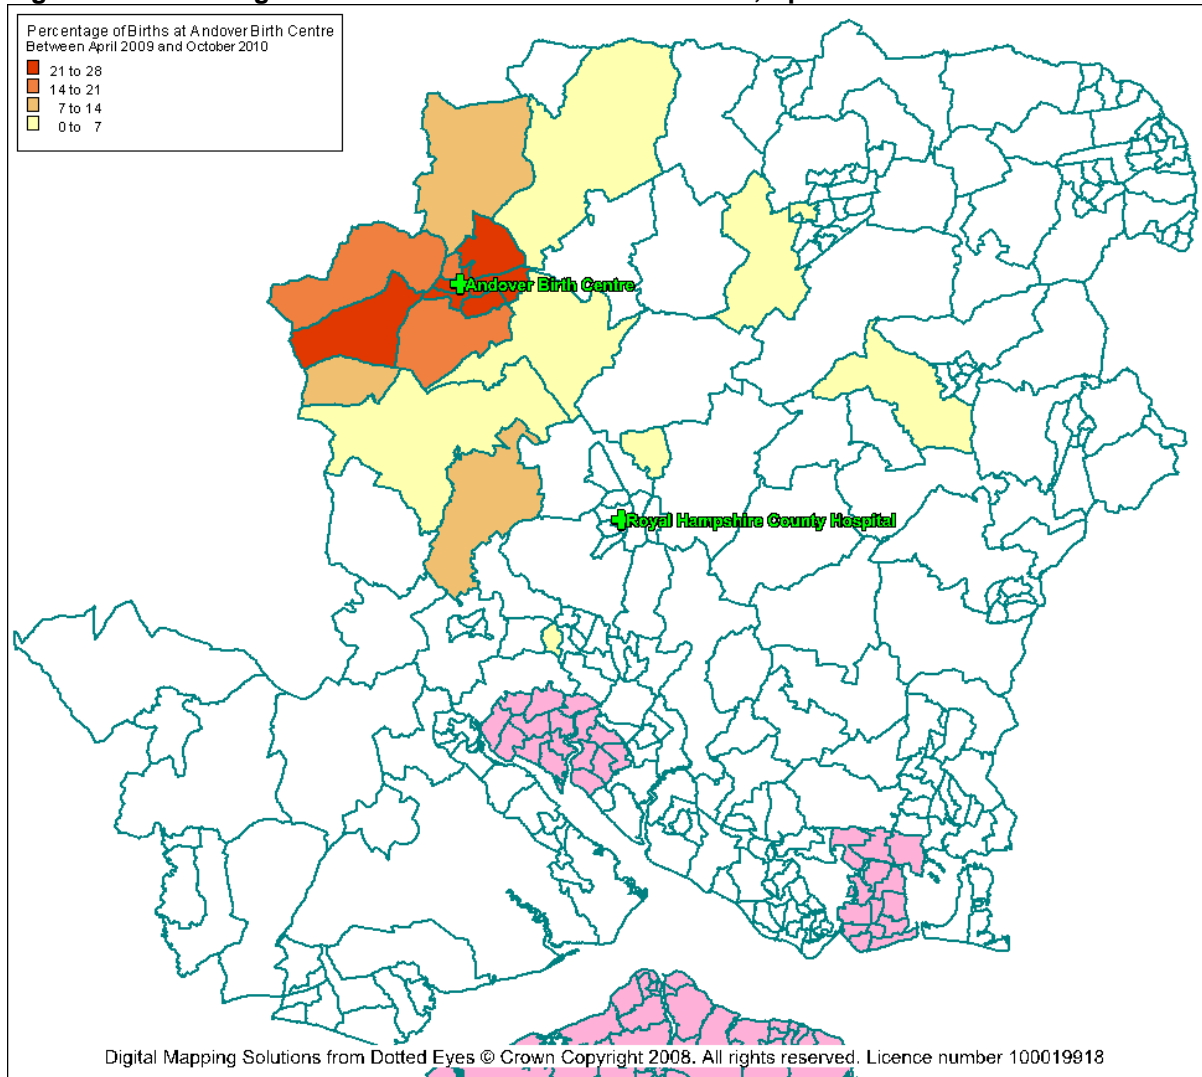 Percentage of Births at Andover Birth Centre
Between April 2009 and October 2010
21 to 28
14 to 21
7 to 14
0 to 7
Andover Birth Centre
Royal Hampshire County Hospital
Digital Mapping Solutions from Dotted Eyes © Crown Copyright 2008. All rights reserved. Licence number 100019918